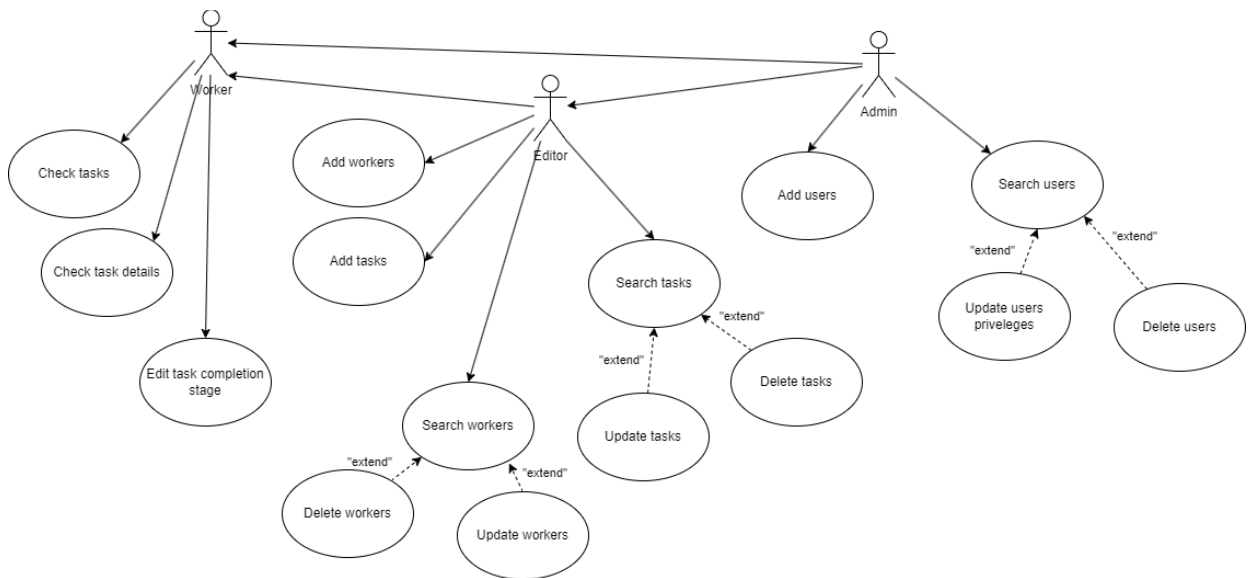 Worker
Admin
Editor
Check tasks
Add workers
Search users
Add users
"extend"
"extend"
Add tasks
Check task details
Search tasks
Update users
priveleges
Delete users
"extend"
"extend"
Edit task completion
stage
Delete tasks
Search workers
Update tasks
"extend"
"extend"
Delete workers
Update workers